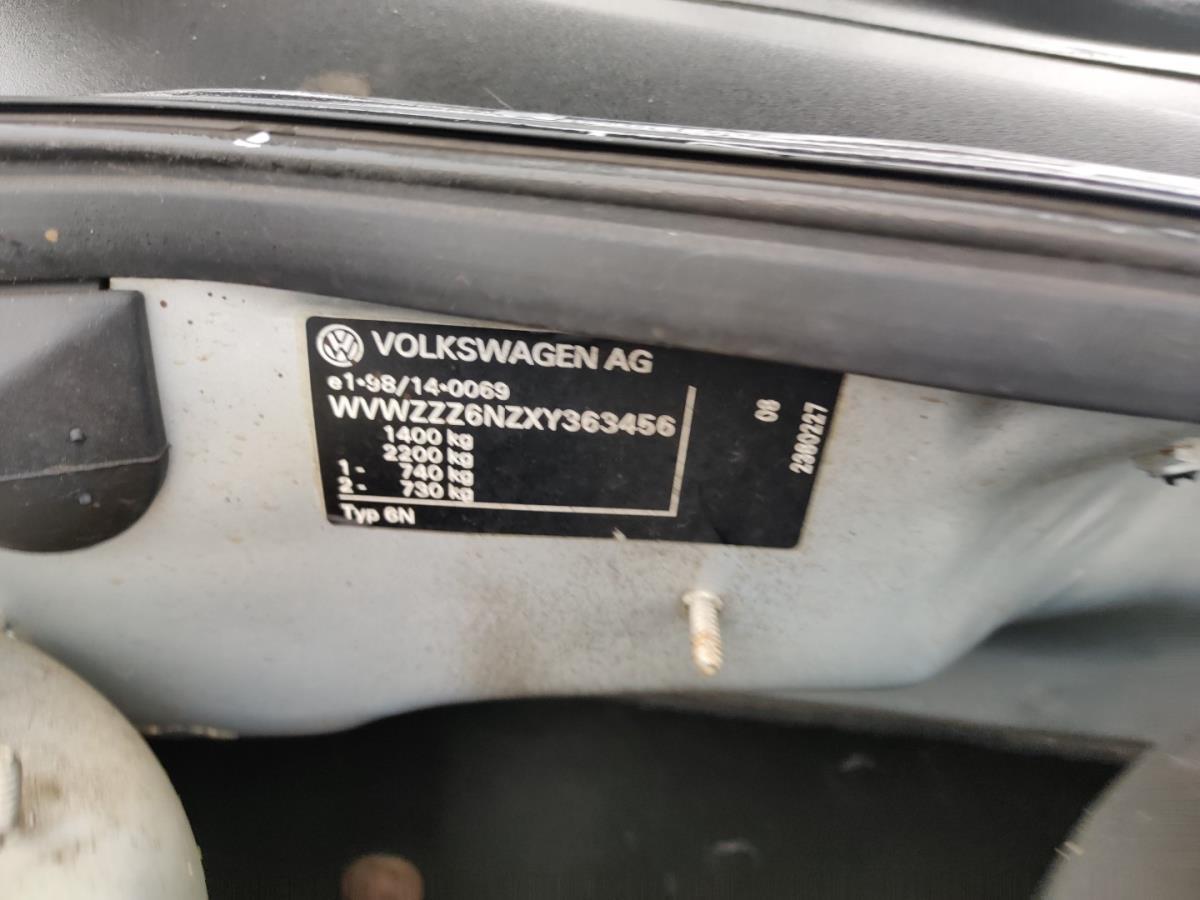 VOLKSWAGEN AG
e1*98/14*0069
WVWZZZ6NZXY363456
1400 kg
2200 kg
1 - 740 kg
2 - 730 kg
Typ 6N
08
2380227